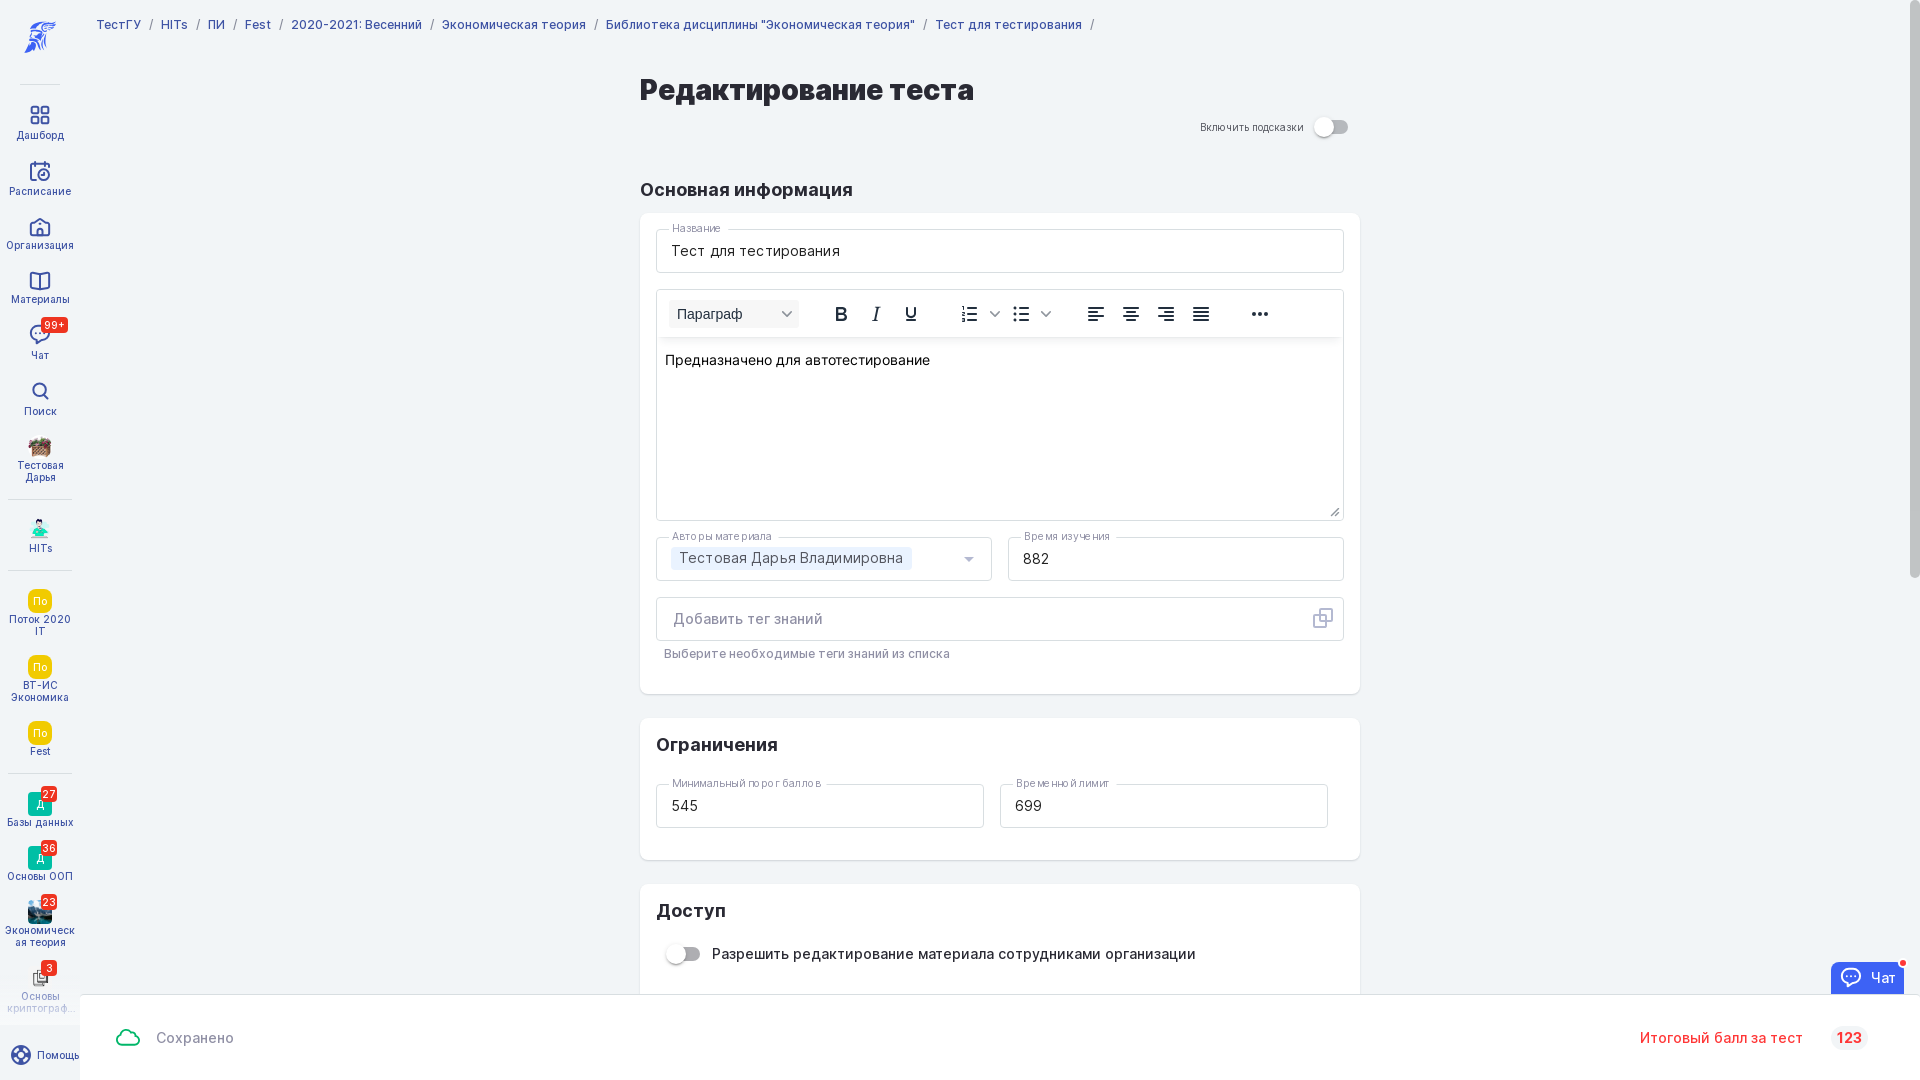 ТестГУ / HITs / ПИ / Fest / 2020-2021: Весенний / Экономическая теория / Библиотека дисциплины "Экономическая теория" / Тест для тестирования /
Дашборд
Расписание
Организация
Материалы
99+
Чат
Поиск
Тестовая
Дарья
HITs
По
Поток 2020
IT
По
ВТ-ИС
Экономика
По
Fest
27
Д
Базы данных
36
Д
Основы ООП
23
Экономическ
ая теория
3
Основы
криптограф...
Помощь
Редактирование теста
Включить подсказки
Основная информация
Название
Тест для тестирования
Параграф
Предназначено для автотестирование
Авторы материала
Тестовая Дарья Владимировна
Время изучения
882
Добавить тег знаний
Выберите необходимые теги знаний из списка
Ограничения
Минимальный порог баллов
545
Временной лимит
699
Доступ
Разрешить редактирование материала сотрудниками организации
Чат
Сохранено
Итоговый балл за тест 123